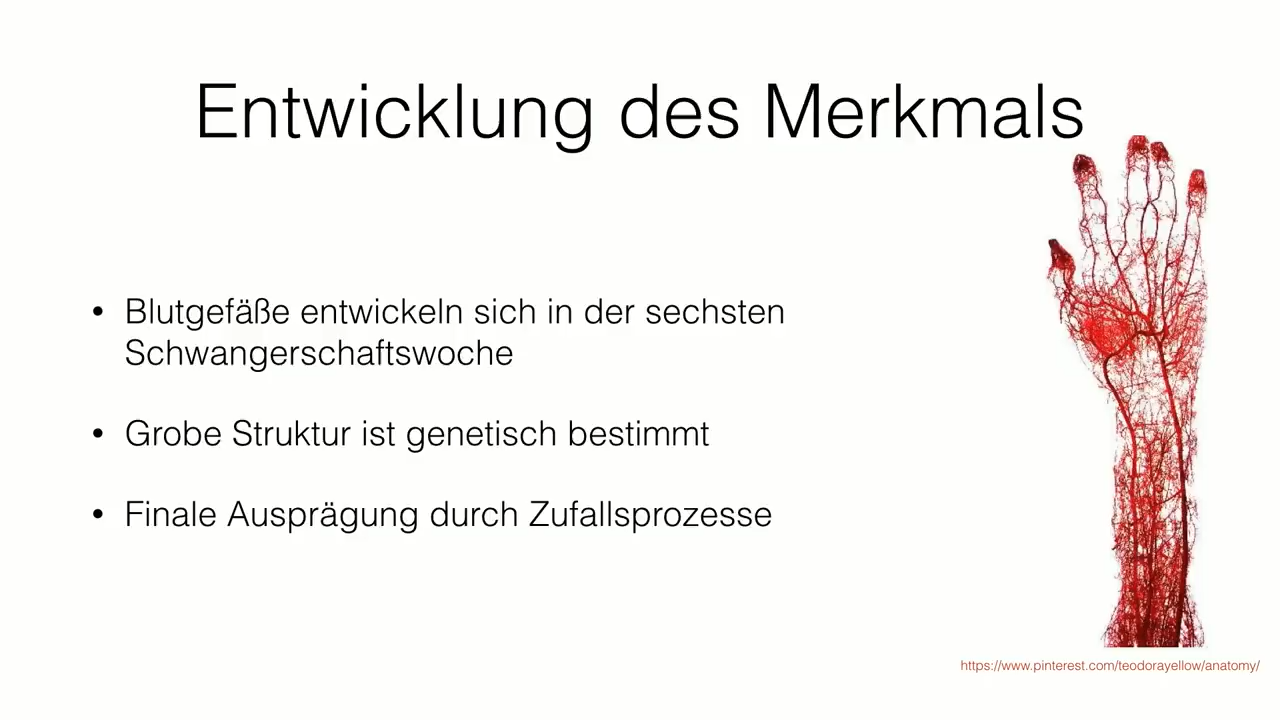 Entwicklung des Merkmals
• Blutgefäße entwickeln sich in der sechsten
Schwangerschaftswoche
• Grobe Struktur ist genetisch bestimmt
• Finale Ausprägung durch Zufallsprozesse
https://www.pinterest.com/teodorayellow/anatomy/